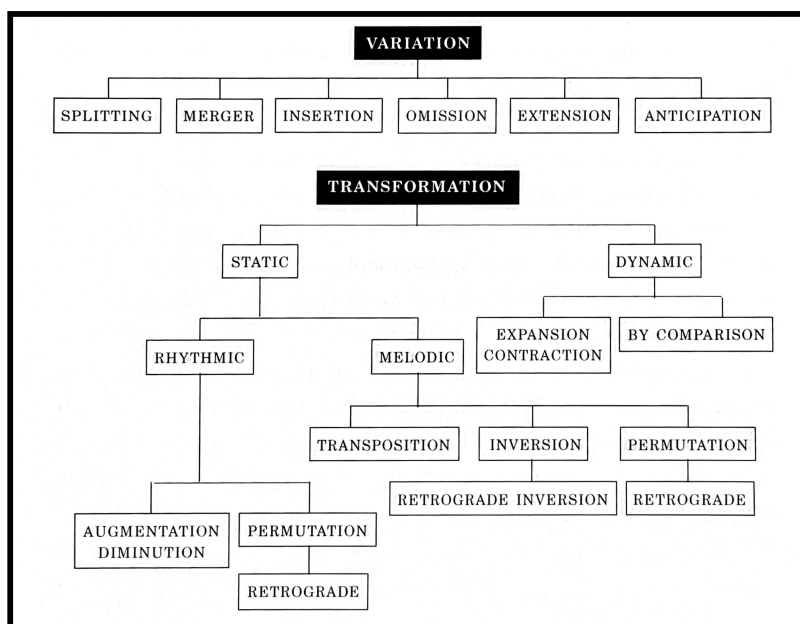 VARIATION
SPLITTING
MERGER
INSERTION
OMISSION
EXTENSION
ANTICIPATION
TRANSFORMATION
STATIC
DYNAMIC
RHYTHMIC
MELODIC
EXPANSION
CONTRACTION
BY COMPARISON
TRANSPOSITION
INVERSION
PERMUTATION
RETROGRADE INVERSION
RETROGRADE
AUGMENTATION
DIMINUTION
PERMUTATION
RETROGRADE